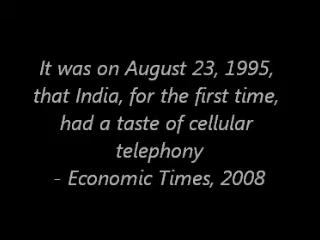 It was on August 23, 1995,
that India, for the first time,
had a taste of cellular
telephony
- Economic Times, 2008